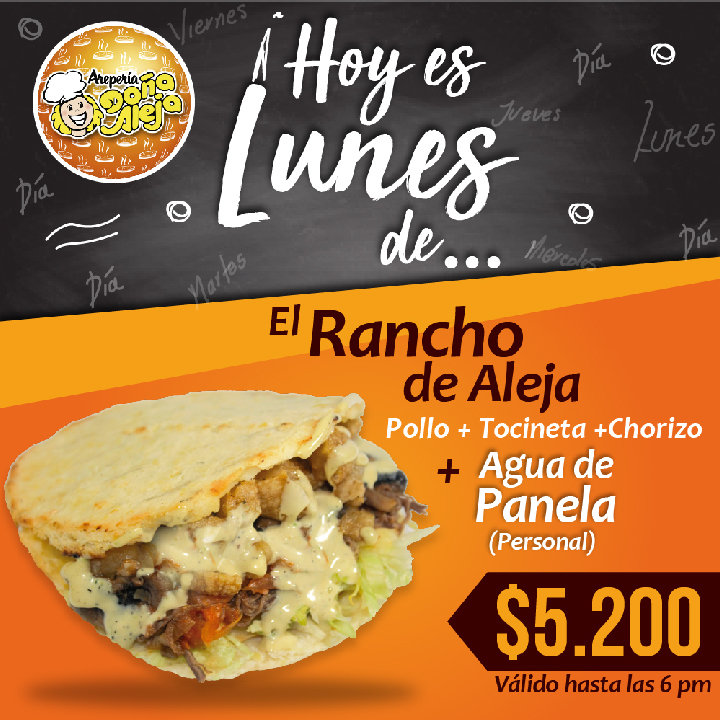 Arepería
Doña
Aleja
Viernes
Hoy es
Día
Jueves
Lunes
Lunes
Día
de...
Miércoles
Día
Día
Martes
El Rancho
de Aleja
Pollo + Tocineta +Chorizo
+ Agua de
Panela
(Personal)
$5.200
Válido hasta las 6 pm